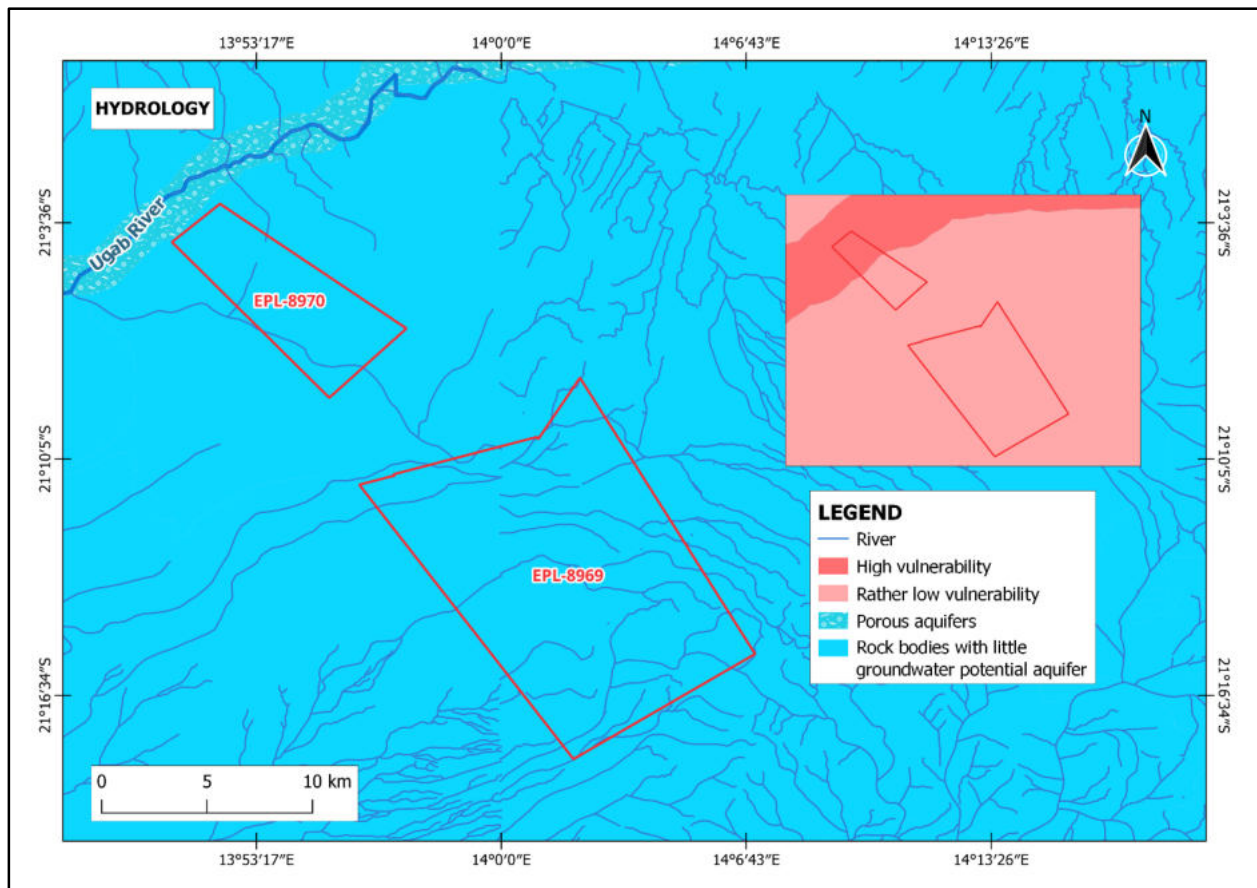 13°53'17"E 14°0'0"E 14°6'43"E 14°13'26"E
HYDROLOGY
N
21°3'36"S
21°3'36"S
Ugab River
EPL-8970
21°10'5"S
21°10'5"S
LEGEND
River
High vulnerability
Rather low vulnerability
Porous aquifers
Rock bodies with little
groundwater potential aquifer
EPL-8969
21°16'34"S
21°16'34"S
0 5 10 km
13°53'17"E 14°0'0"E 14°6'43"E 14°13'26"E